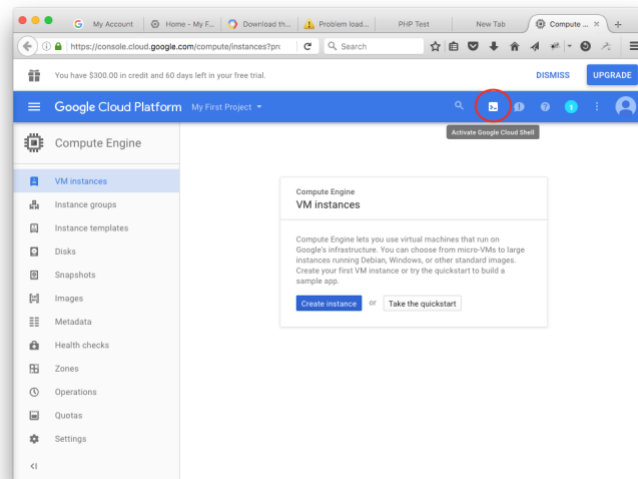 My Account
Home - My F...
Download th...
Problem load...
PHP Test
New Tab
Compute ...
https://console.cloud.google.com/compute/instances?pro
Search
You have $300.00 in credit and 60 days left in your free trial.
DISMISS
UPGRADE
Google Cloud Platform
My First Project
Activate Google Cloud Shell
Compute Engine
VM instances
Instance groups
Instance templates
Disks
Snapshots
Images
Metadata
Health checks
Zones
Operations
Quotas
Settings
Compute Engine
VM instances
Compute Engine lets you use virtual machines that run on
Google's infrastructure. You can choose from micro-VMs to large
instances running Debian, Windows, or other standard images.
Create your first VM instance or try the quickstart to build a
sample app.
Create instance
or
Take the quickstart